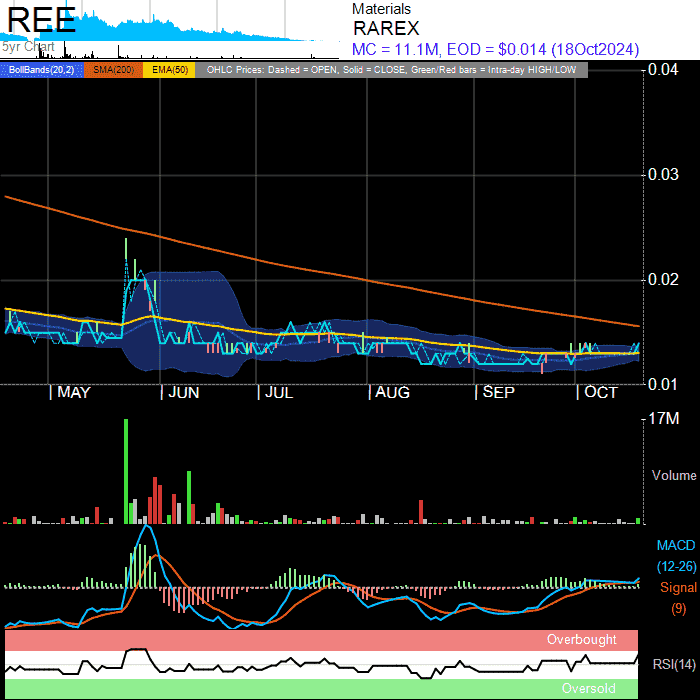 REE
5yr Chart
Materials
RAREX
MC = 11.1M, EOD = $0.014 (18Oct2024)
BollBands(20,2) SMA(200) EMA(50) OHLC Prices: Dashed = OPEN, Solid = CLOSE, Green/Red bars = Intra-day HIGH/LOW
0.04
0.03
0.02
0.01
MAY JUN JUL AUG SEP OCT
17M
Volume
MACD
(12-26)
Signal
(9)
Overbought
RSI(14)
Oversold